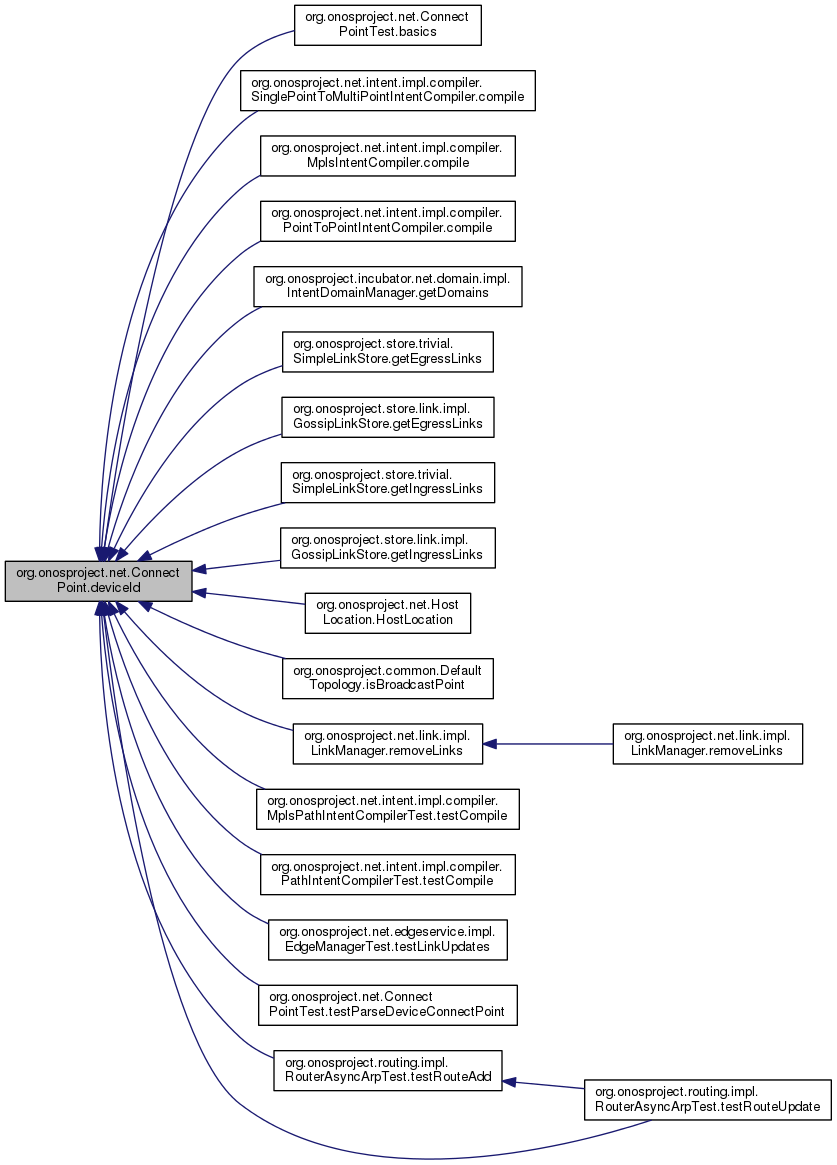 org.onosproject.net.Connect
PointTest.basics
org.onosproject.net.intent.impl.compiler.
SinglePointToMultiPointIntentCompiler.compile
org.onosproject.net.intent.impl.compiler.
MplsIntentCompiler.compile
org.onosproject.net.intent.impl.compiler.
PointToPointIntentCompiler.compile
org.onosproject.incubator.net.domain.impl.
IntentDomainManager.getDomains
org.onosproject.store.trivial.
SimpleLinkStore.getEgressLinks
org.onosproject.store.link.impl.
GossipLinkStore.getEgressLinks
org.onosproject.store.trivial.
SimpleLinkStore.getIngressLinks
org.onosproject.store.link.impl.
GossipLinkStore.getIngressLinks
org.onosproject.net.Connect
Point.deviceId
org.onosproject.net.Host
Location.HostLocation
org.onosproject.common.Default
Topology.isBroadcastPoint
org.onosproject.net.link.impl.
LinkManager.removeLinks
org.onosproject.net.link.impl.
LinkManager.removeLinks
org.onosproject.net.intent.impl.compiler.
MplsPathIntentCompilerTest.testCompile
org.onosproject.net.intent.impl.compiler.
PathIntentCompilerTest.testCompile
org.onosproject.net.edgeservice.impl.
EdgeManagerTest.testLinkUpdates
org.onosproject.net.Connect
PointTest.testParseDeviceConnectPoint
org.onosproject.routing.impl.
RouterAsyncArpTest.testRouteAdd
org.onosproject.routing.impl.
RouterAsyncArpTest.testRouteUpdate